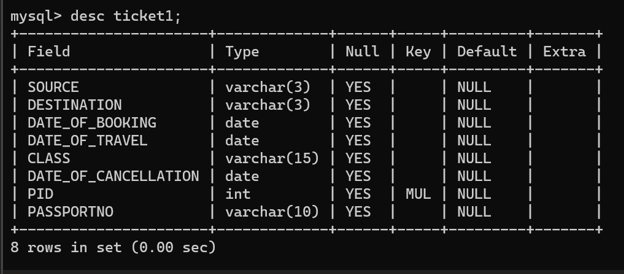 mysql> desc ticket1;
+----------------------+-------------+------+-----+---------+-------+
| Field                | Type        | Null | Key | Default | Extra |
+----------------------+-------------+------+-----+---------+-------+
| SOURCE               | varchar(3)  | YES  |     | NULL    |       |
| DESTINATION          | varchar(3)  | YES  |     | NULL    |       |
| DATE_OF_BOOKING      | date        | YES  |     | NULL    |       |
| DATE_OF_TRAVEL       | date        | YES  |     | NULL    |       |
| CLASS                | varchar(15) | YES  |     | NULL    |       |
| DATE_OF_CANCELLATION | date        | YES  |     | NULL    |       |
| PID                  | int         | YES  | MUL | NULL    |       |
| PASSPORTNO           | varchar(10) | YES  |     | NULL    |       |
+----------------------+-------------+------+-----+---------+-------+
8 rows in set (0.00 sec)